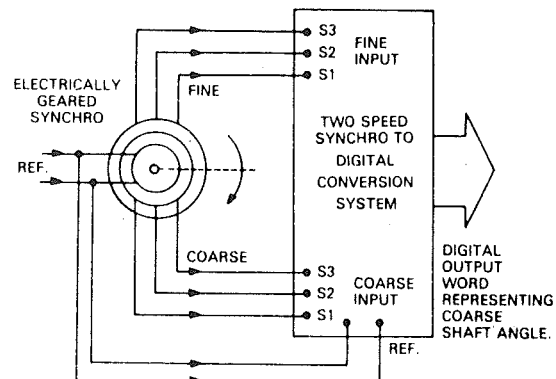 S3
S2
S1
FINE
INPUT
ELECTRICALLY
GEARED
SYNCHRO
FINE
REF.
TWO SPEED
SYNCHRO TO
DIGITAL
CONVERSION
SYSTEM
COARSE
S3
S2
S1
COARSE
INPUT
REF.
DIGITAL
OUTPUT
WORD
REPRESENTING
COARSE
SHAFT ANGLE.